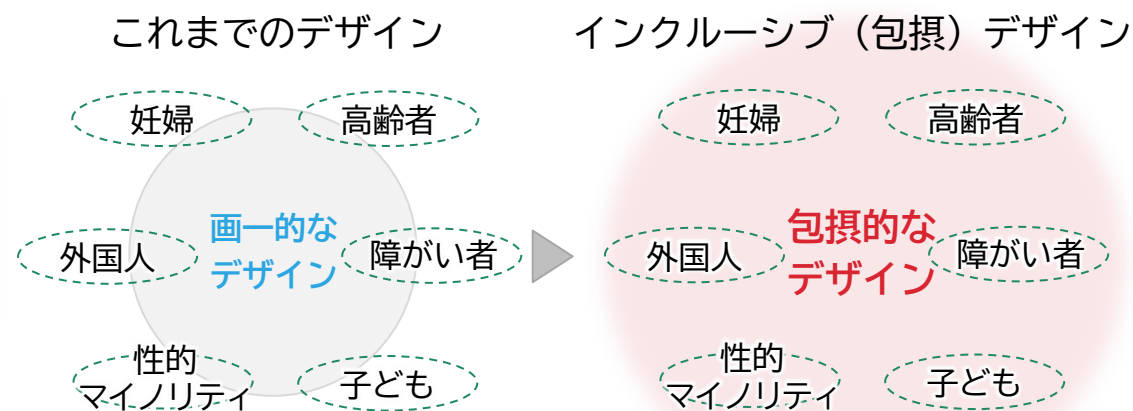 これまでのデザイン
妊婦
高齢者
画一的な
デザイン
外国人
障がい者
性的
マイノリティ
子ども
インクルーシブ（包摂）デザイン
妊婦
高齢者
包摂的な
デザイン
外国人
障がい者
性的
マイノリティ
子ども